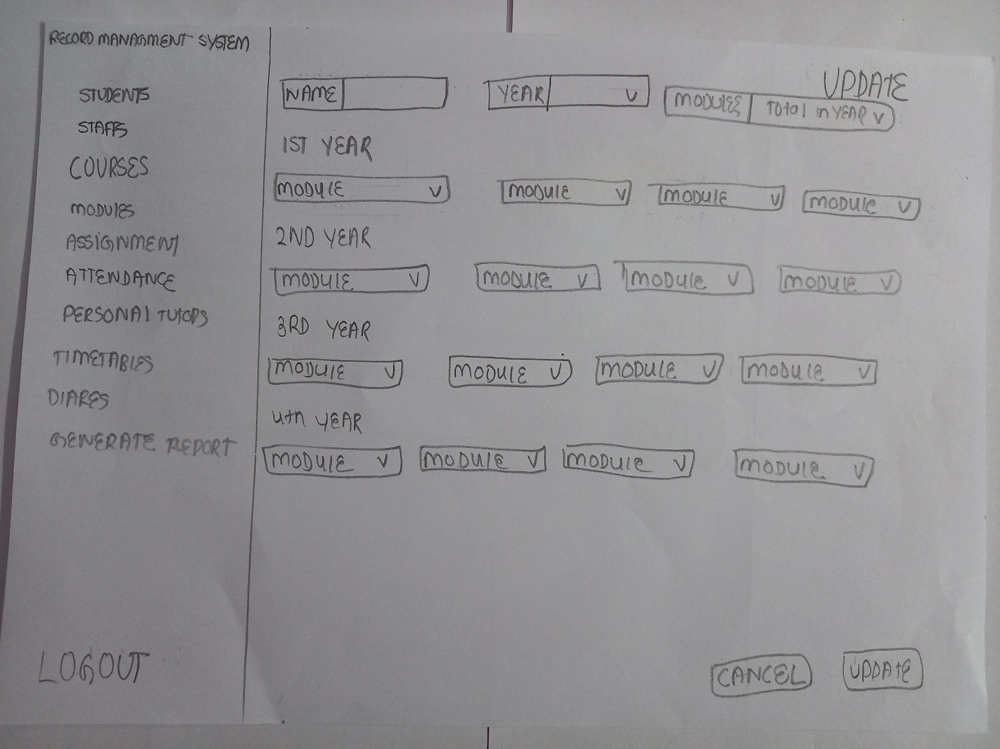 RECORD MANAGMENT SYSTEM
STUDENTS
STAFFS
COURSES
MODULES
ASSIGNMENT
ATTENDANCE
PERSONAL TUTORS
TIMETABLES
DIARES
GENERATE REPORT
LOGOUT
UPDATE
NAME YEAR V MODULES Total in YEAR V
1ST YEAR
MODULE V MODULE V MODULE V MODULE V
2ND YEAR
MODULE V MODULE V MODULE V MODULE V
3RD YEAR
MODULE V MODULE V MODULE V MODULE V
4th YEAR
MODULE V MODULE V MODULE V MODULE V
CANCEL UPDATE